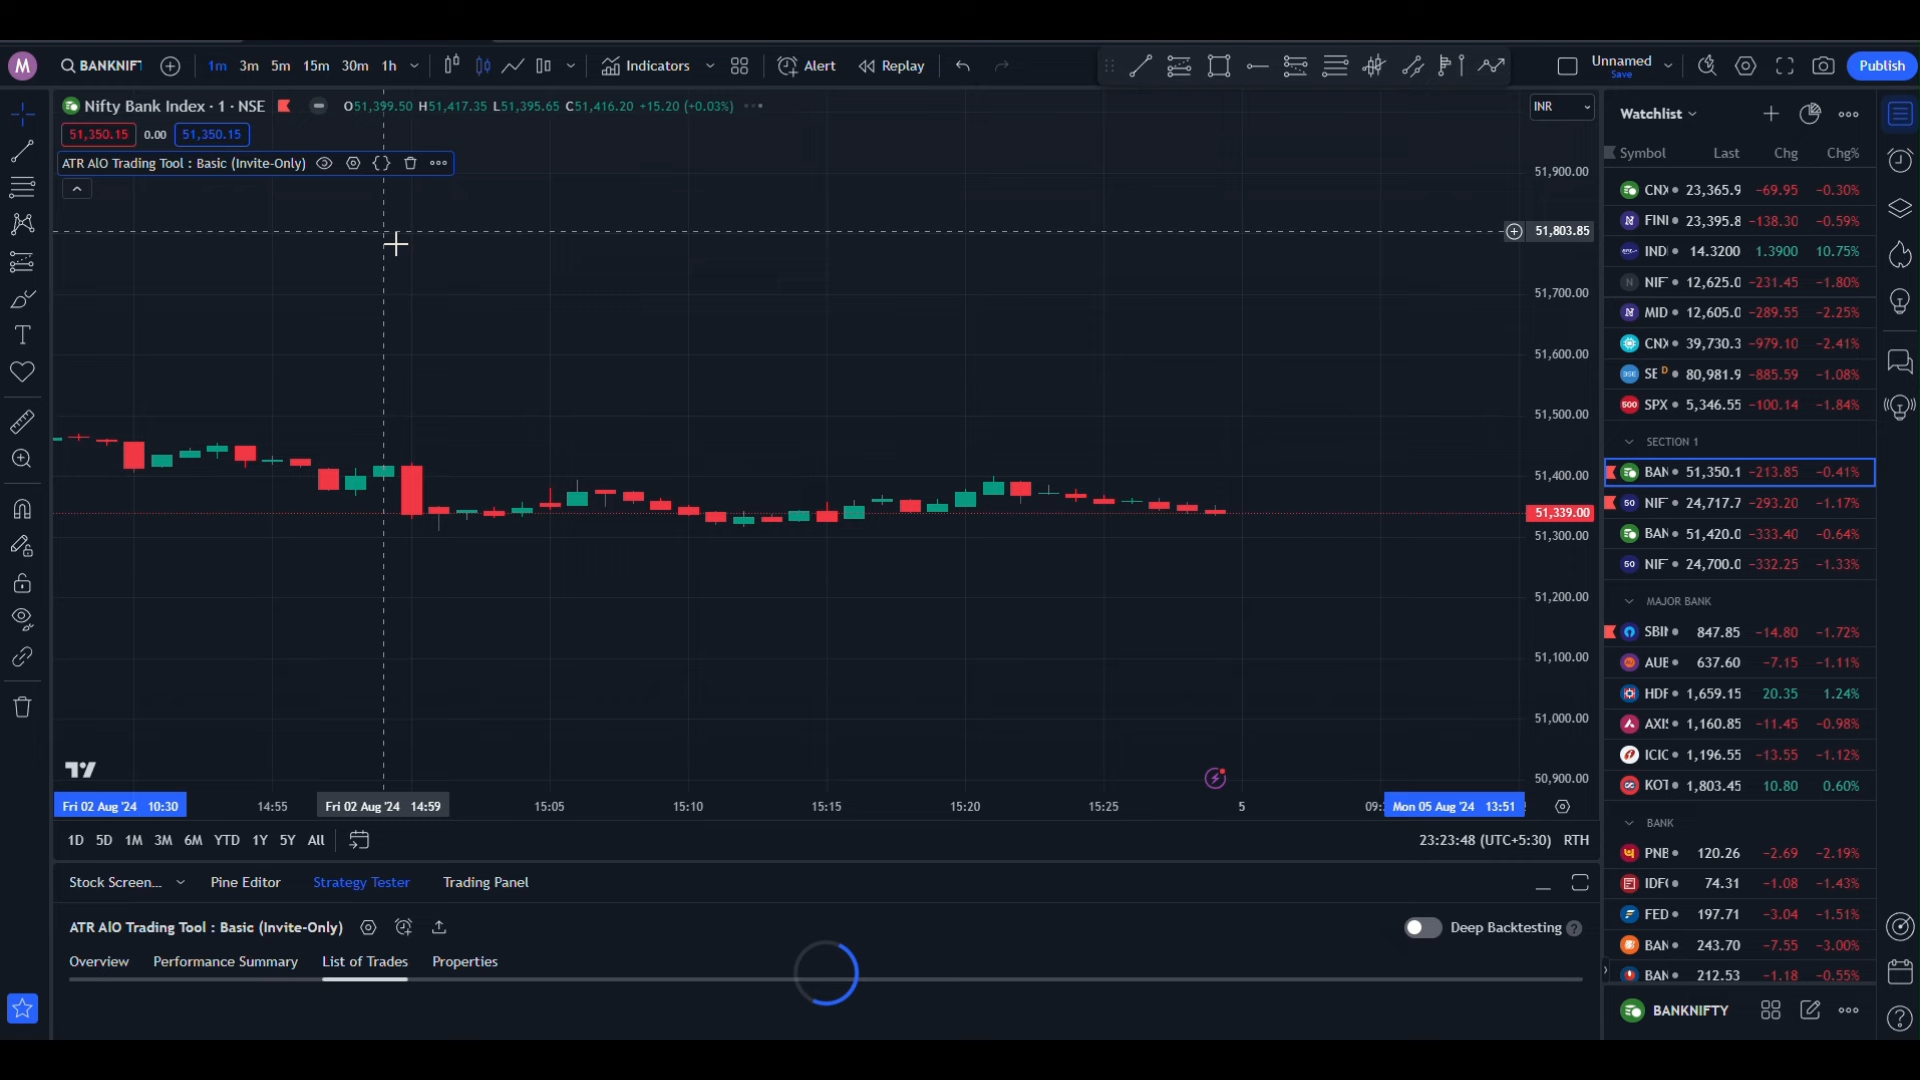 M BANKNIFT 1m 3m 5m 15m 30m 1h Indicators Alert Replay Unnamed Save Publish
Nifty Bank Index · 1 · NSE O51,399.50 H51,417.35 L51,395.65 C51,416.20 +15.20 (+0.03%)
51,350.15 0.00 51,350.15
ATR AIO Trading Tool : Basic (Invite-Only)
INR
51,900.00
51,803.85
51,700.00
51,600.00
51,500.00
51,400.00
51,339.00
51,300.00
51,200.00
51,100.00
51,000.00
50,900.00
Fri 02 Aug '24 10:30 14:55 Fri 02 Aug '24 14:59 15:05 15:10 15:15 15:20 15:25 5 09: Mon 05 Aug '24 13:51
1D 5D 1M 3M 6M YTD 1Y 5Y All 23:23:48 (UTC+5:30) RTH
Stock Screen... Pine Editor Strategy Tester Trading Panel
ATR AIO Trading Tool : Basic (Invite-Only) Deep Backtesting ?
Overview Performance Summary List of Trades Properties
Watchlist
Symbol Last Chg Chg%
CNX 23,365.9 −69.95 −0.30%
FINI 23,395.8 −138.30 −0.59%
IND 14.3200 1.3900 10.75%
N NIF 12,625.0 −231.45 −1.80%
MID 12,605.0 −289.55 −2.25%
CNX 39,730.3 −979.10 −2.41%
SE D 80,981.9 −885.59 −1.08%
500 SPX 5,346.55 −100.14 −1.84%
SECTION 1
BAN 51,350.1 −213.85 −0.41%
50 NIF 24,717.7 −293.20 −1.17%
BAN 51,420.0 −333.40 −0.64%
50 NIF 24,700.0 −332.25 −1.33%
MAJOR BANK
SBIN 847.85 −14.80 −1.72%
AUB 637.60 −7.15 −1.11%
HDF 1,659.15 20.35 1.24%
AXIS 1,160.85 −11.45 −0.98%
ICIC 1,196.55 −13.55 −1.12%
KOT 1,803.45 10.80 0.60%
BANK
PNB 120.26 −2.69 −2.19%
IDF 74.31 −1.08 −1.43%
FED 197.71 −3.04 −1.51%
BAN 243.70 −7.55 −3.00%
BAN 212.53 −1.18 −0.55%
BANKNIFTY